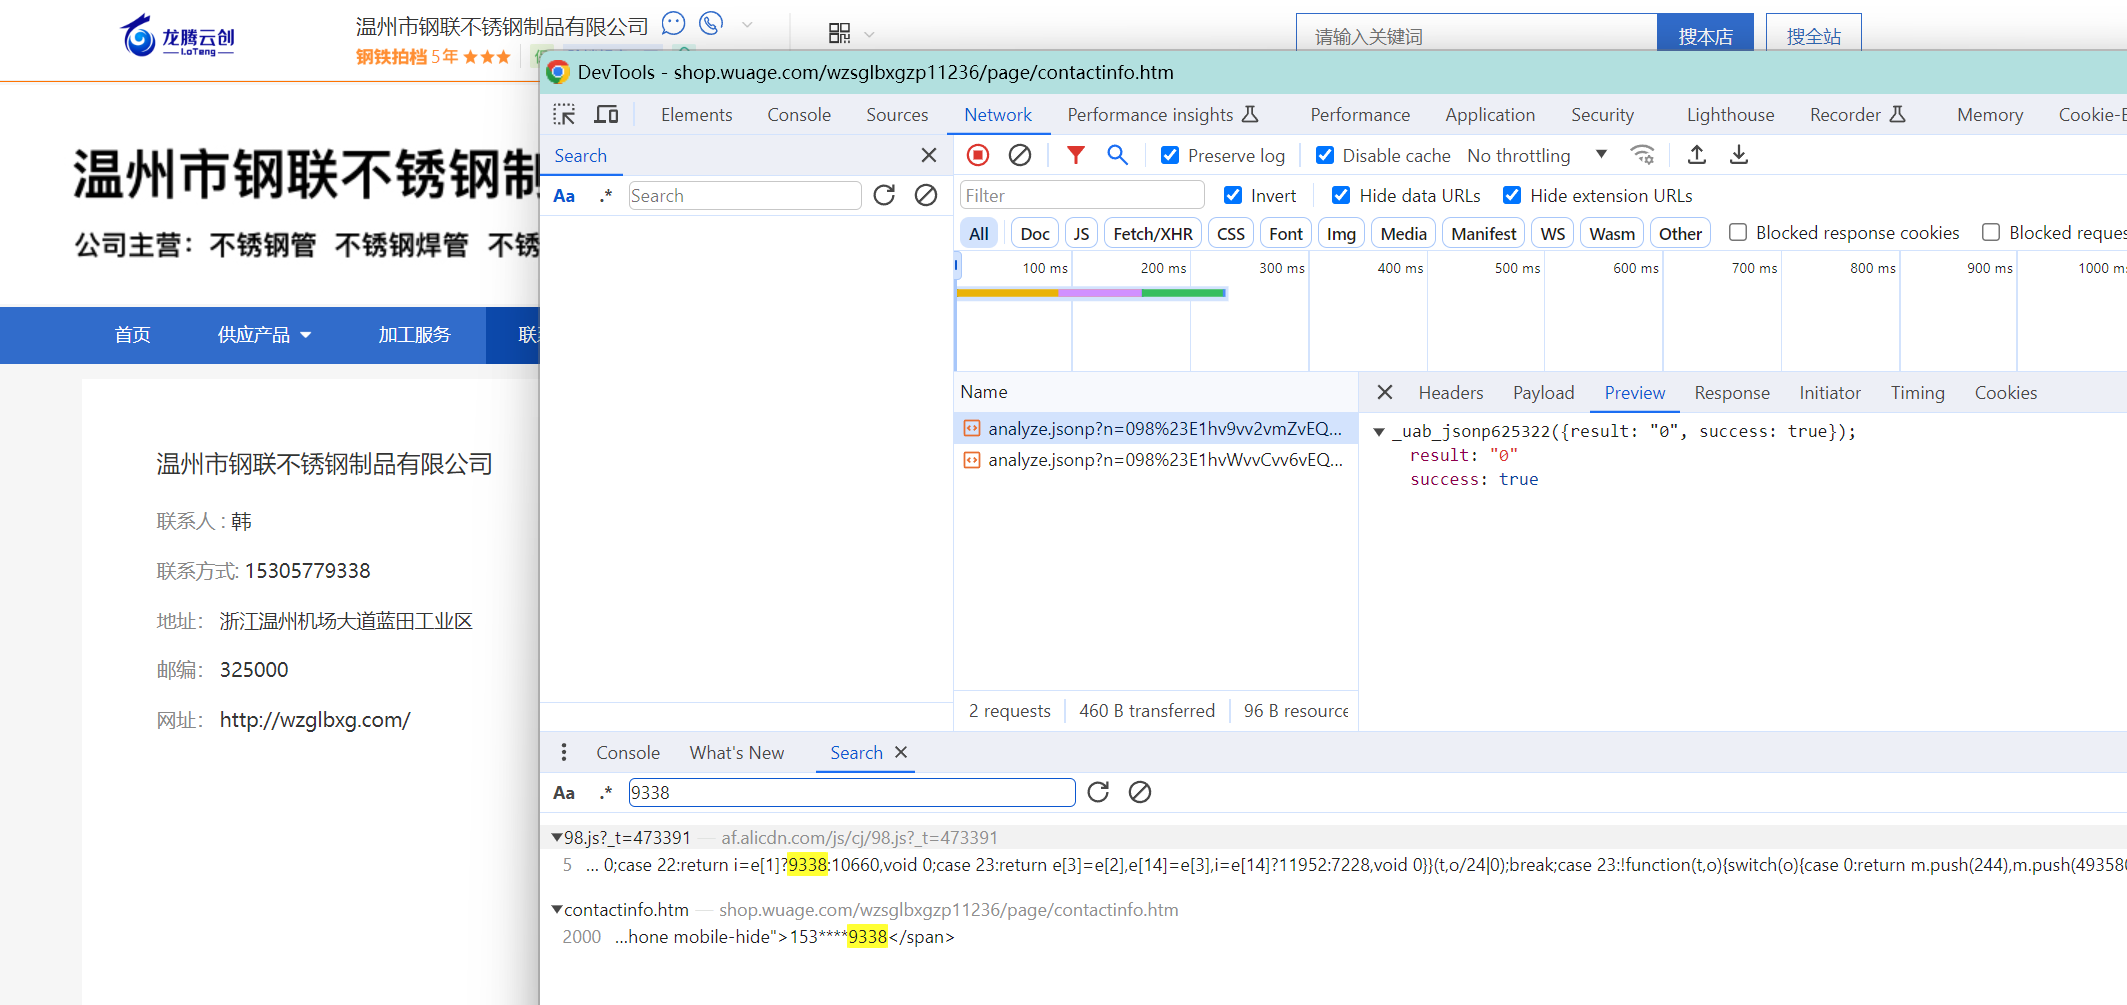 龙腾云创
LoTeng
温州市钢联不锈钢制品有限公司
钢铁拍档 5年 ★★★
请输入关键词
搜本店
搜全站
温州市钢联不锈钢制
公司主营：不锈钢管 不锈钢焊管 不锈
首页
供应产品
加工服务
温州市钢联不锈钢制品有限公司
联系人 : 韩
联系方式: 15305779338
地址： 浙江温州机场大道蓝田工业区
邮编： 325000
网址： http://wzglbxg.com/
DevTools - shop.wuage.com/wzsglbxgzp11236/page/contactinfo.htm
Elements Console Sources Network Performance insights Performance Application Security Lighthouse Recorder Memory Cookie-E
Search
Aa .* Search
Preserve log Disable cache No throttling
Filter Invert Hide data URLs Hide extension URLs
All Doc JS Fetch/XHR CSS Font Img Media Manifest WS Wasm Other Blocked response cookies Blocked reques
100 ms 200 ms 300 ms 400 ms 500 ms 600 ms 700 ms 800 ms 900 ms 1000 m
Name
analyze.jsonp?n=098%23E1hv9vv2vmZvEQ...
analyze.jsonp?n=098%23E1hvWvvCvv6vEQ...
2 requests 460 B transferred 96 B resource
Headers Payload Preview Response Initiator Timing Cookies
_uab_jsonp625322({result: "0", success: true});
result: "0"
success: true
Console What's New Search
Aa .* 9338
98.js?_t=473391 — af.alicdn.com/js/cj/98.js?_t=473391
5 ... 0;case 22:return i=e[1]?9338:10660,void 0;case 23:return e[3]=e[2],e[14]=e[3],i=e[14]?11952:7228,void 0}}(t,o/24|0);break;case 23:!function(t,o){switch(o){case 0:return m.push(244),m.push(49358
contactinfo.htm — shop.wuage.com/wzsglbxgzp11236/page/contactinfo.htm
2000 ...hone mobile-hide">153****9338</span>